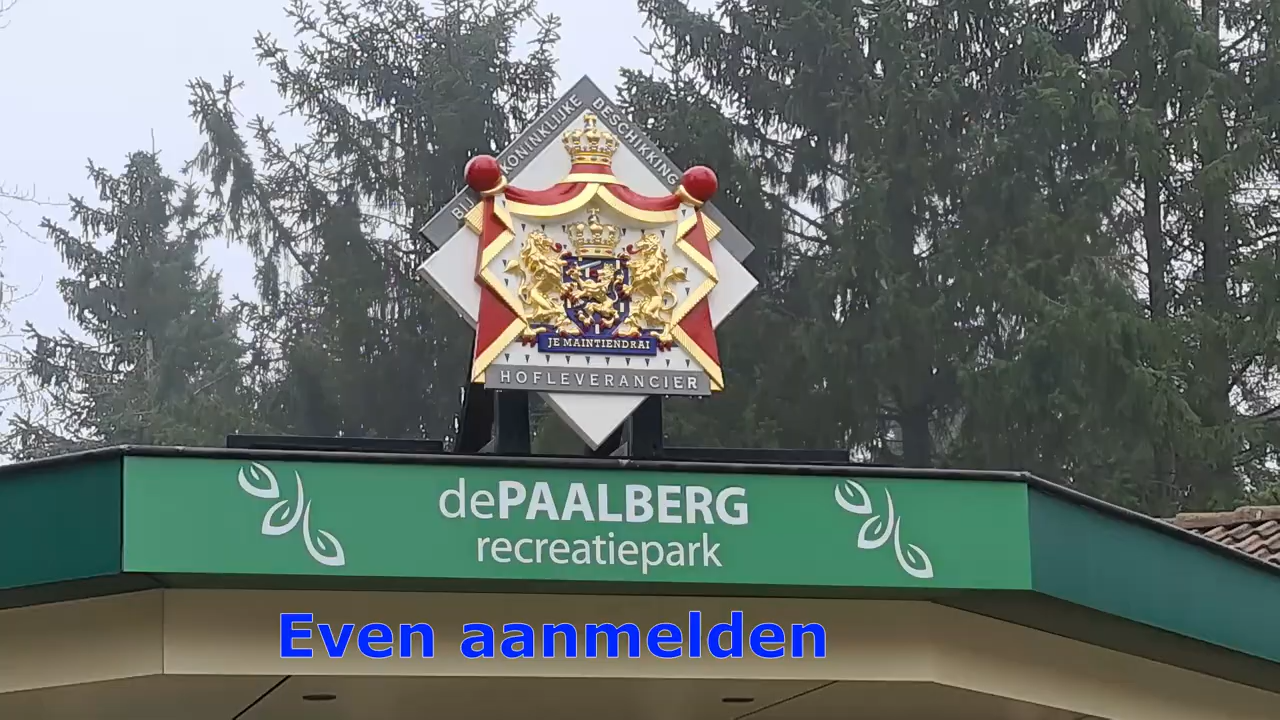 BIJ KONINKLIJKE BESCHIKKING
JE MAINTIENDRAI
HOFLEVERANCIER
dePAALBERG
recreatiepark
Even aanmelden